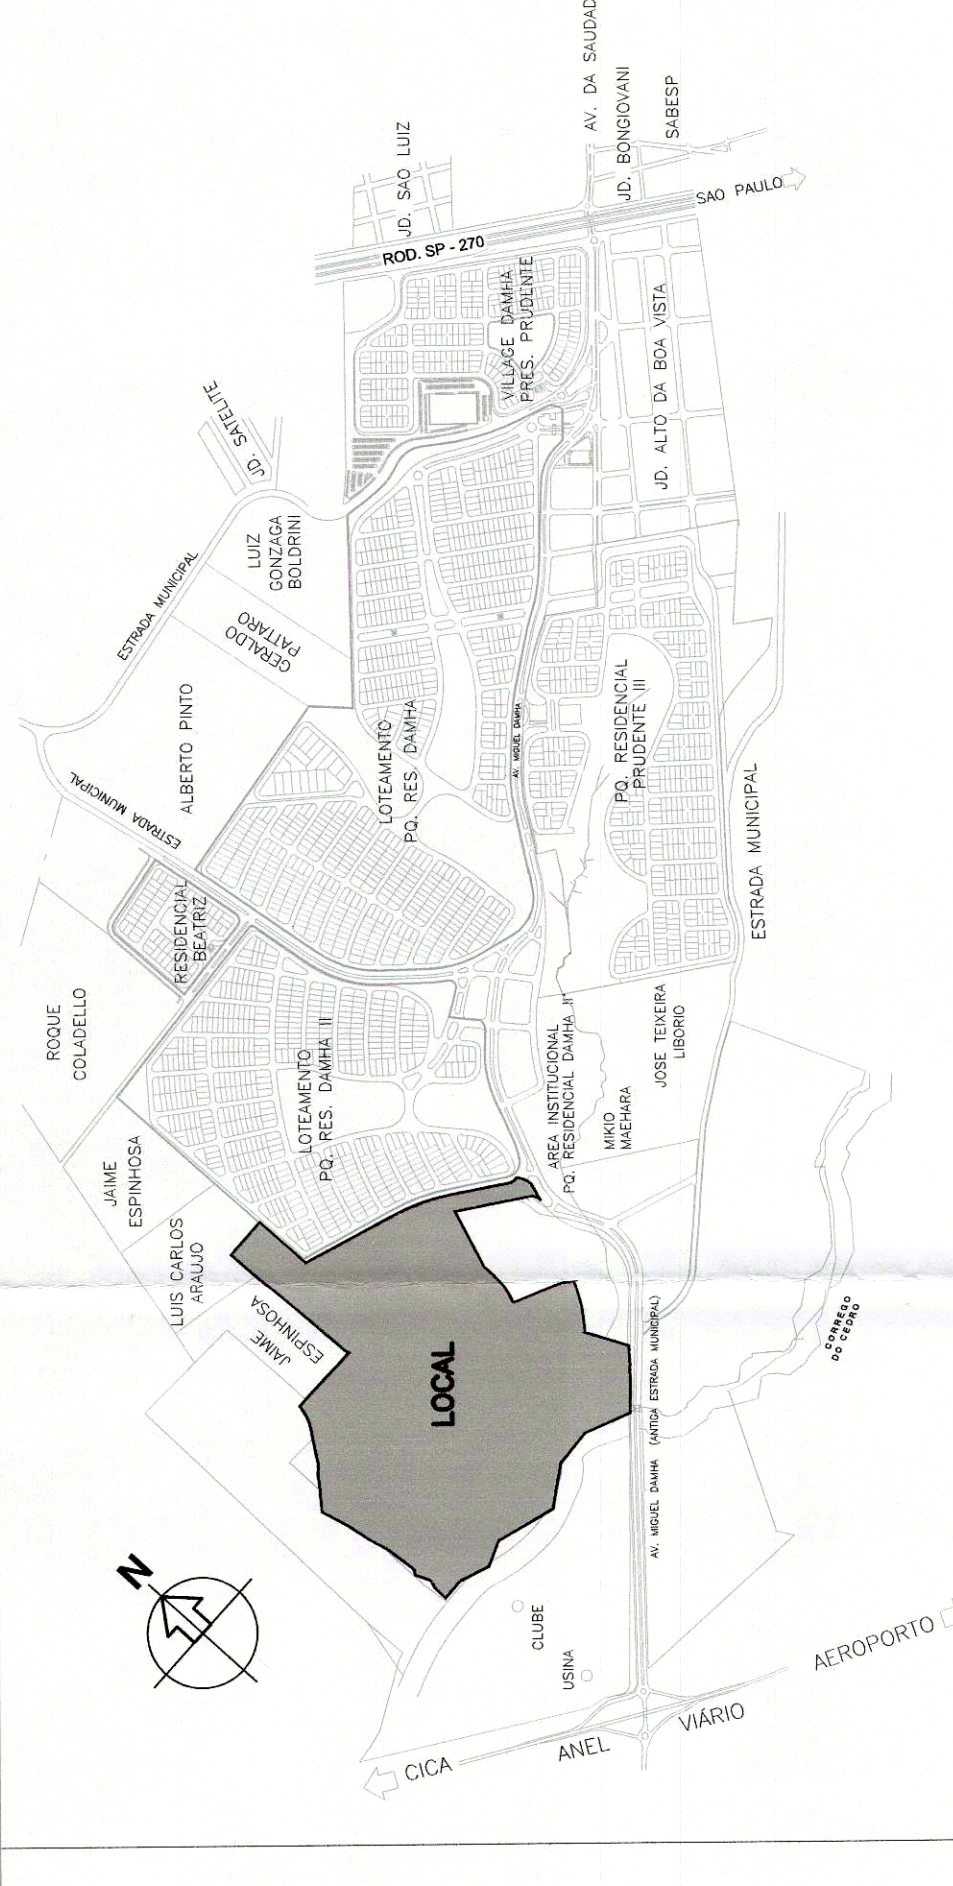 AV. DA SAUDAD
JD. BONGIOVANI
SABESP
JD. SAO LUIZ
ROD. SP - 270
SAO PAULO
VILLAGE DAMHA
PRES. PRUDENTE
JD. ALTO DA BOA VISTA
JD. SATELITE
LUIZ
GONZAGA
BOLDRINI
ESTRADA MUNICIPAL
GERALDO
PATTARO
ALBERTO PINTO
ESTRADA MUNICIPAL
LOTEAMENTO
PQ. RES. DAMHA
AV. MIGUEL DAMHA
PQ. RESIDENCIAL
PRUDENTE III
ESTRADA MUNICIPAL
RESIDENCIAL
BEATRIZ
ROQUE
COLADELLO
LOTEAMENTO
PQ. RES. DAMHA II
AREA INSTITUCIONAL
PQ. RESIDENCIAL DAMHA II
JOSE TEIXEIRA
LIBORIO
MIKIO
MAEHARA
JAIME
ESPINHOSA
LUIS CARLOS
ARAUJO
JAIME
ESPINHOSA
LOCAL
AV. MIGUEL DAMHA (ANTIGA ESTRADA MUNICIPAL)
CORREGO
DO CEDRO
N
CLUBE
USINA
CICA
ANEL
VIÁRIO
AEROPORTO